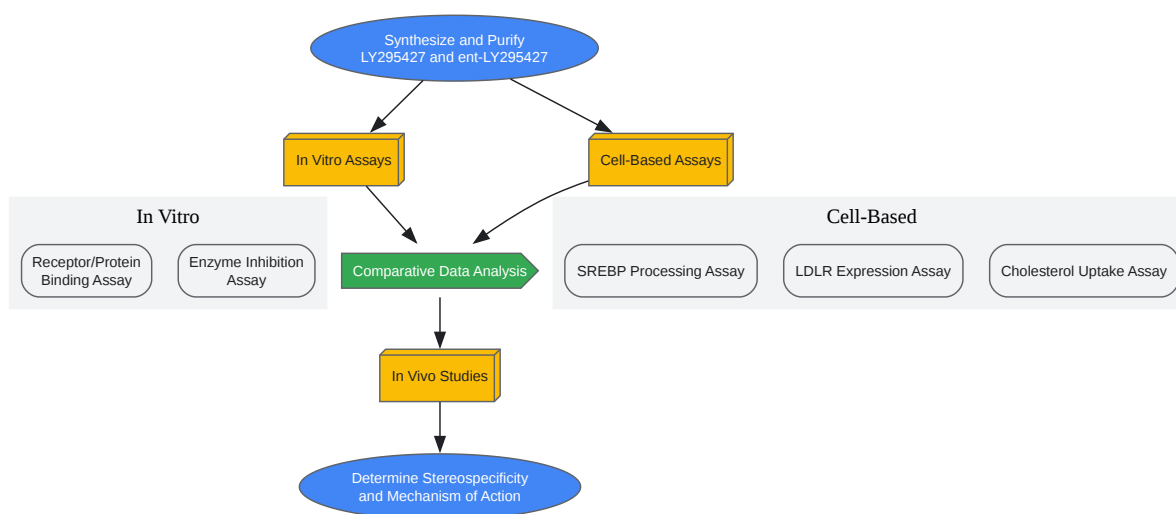 Synthesize and Purify
LY295427 and ent-LY295427
In Vitro Assays
Cell-Based Assays
In Vitro
Cell-Based
Receptor/Protein
Binding Assay
Enzyme Inhibition
Assay
Comparative Data Analysis
SREBP Processing Assay
LDLR Expression Assay
Cholesterol Uptake Assay
In Vivo Studies
Determine Stereospecificity
and Mechanism of Action